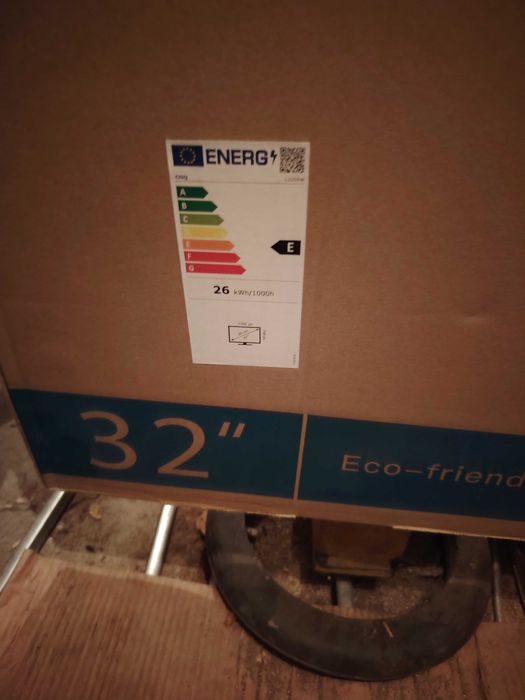 ENERG
A
B
C
E
F
G
E
26 kWh/1000h
32"
Eco-friend